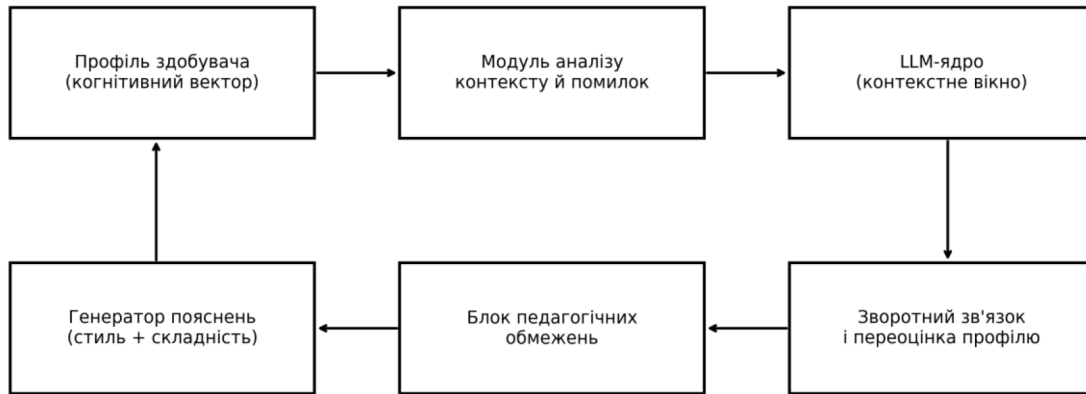 Профіль здобувача
(когнітивний вектор)
Модуль аналізу
контексту й помилок
LLM-ядро
(контекстне вікно)
Генератор пояснень
(стиль + складність)
Блок педагогічних
обмежень
Зворотний зв'язок
і переоцінка профілю